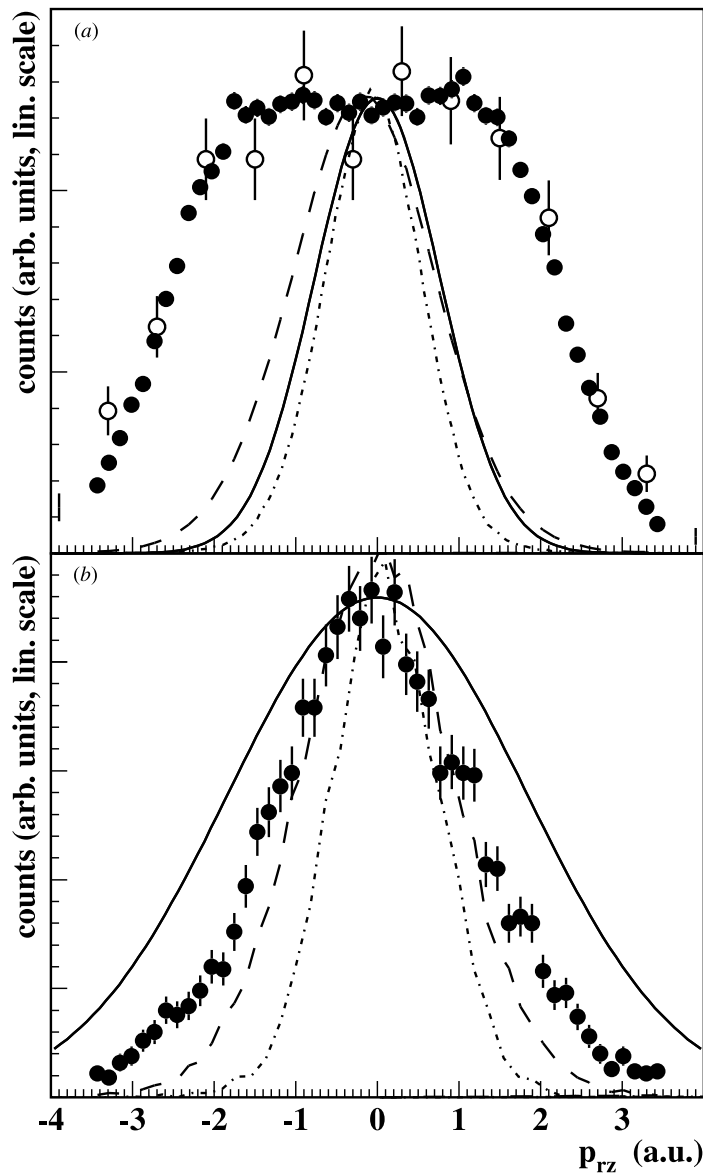 (a)
counts (arb. units, lin. scale)
(b)
counts (arb. units, lin. scale)
-4 -3 -2 -1 0 1 2 3
p_rz (a.u.)